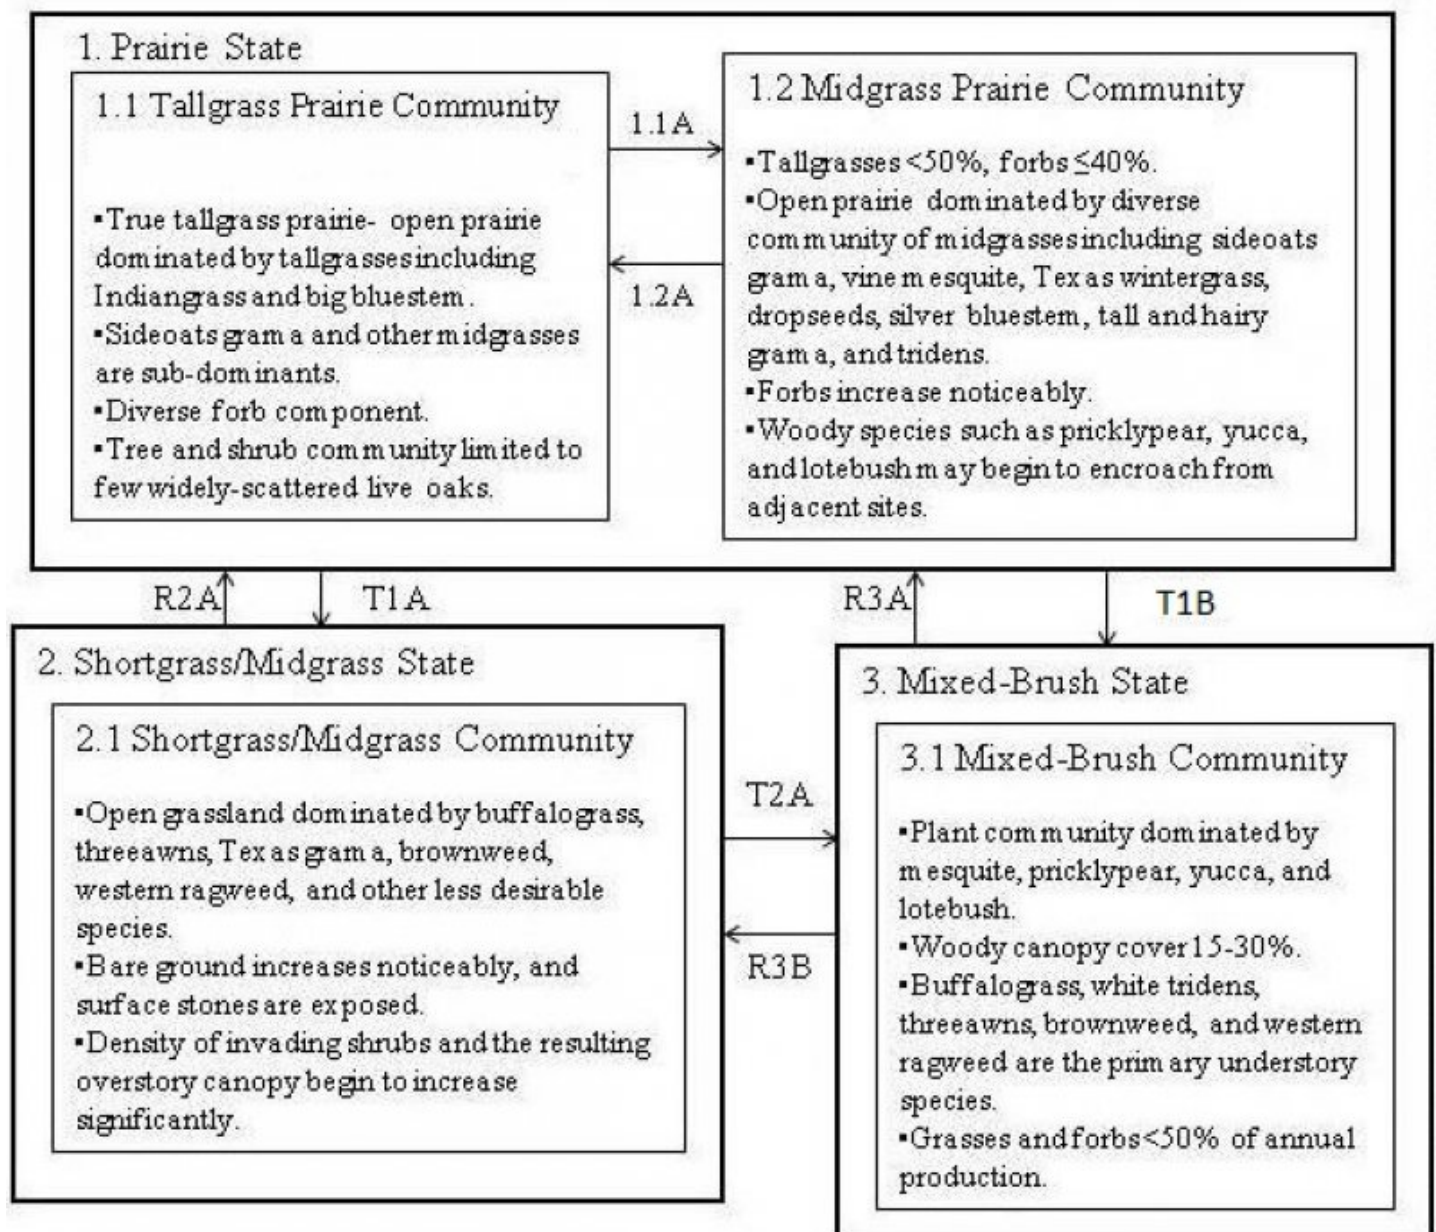 1. Prairie State
1.1 Tallgrass Prairie Community
▪True tallgrass prairie- open prairie
dominated by tallgrasses including
Indiangrass and big bluestem.
▪Sideoats grama and other midgrasses
are sub-dominants.
▪Diverse forb component.
▪Tree and shrub community limited to
few widely-scattered live oaks.
1.1A
1.2A
1.2 Midgrass Prairie Community
▪Tallgrasses <50%, forbs ≤40%.
▪Open prairie dominated by diverse
community of midgrasses including sideoats
grama, vine mesquite, Texas wintergrass,
dropseeds, silver bluestem, tall and hairy
grama, and tridens.
▪Forbs increase noticeably.
▪Woody species such as pricklypear, yucca,
and lotebush may begin to encroach from
adjacent sites.
R2A
T1A
R3A
T1B
2. Shortgrass/Midgrass State
2.1 Shortgrass/Midgrass Community
▪Open grassland dominated by buffalograss,
threeawns, Texas grama, brownweed,
western ragweed, and other less desirable
species.
▪Bare ground increases noticeably, and
surface stones are exposed.
▪Density of invading shrubs and the resulting
overstory canopy begin to increase
significantly.
T2A
R3B
3. Mixed-Brush State
3.1 Mixed-Brush Community
▪Plant community dominated by
mesquite, pricklypear, yucca, and
lotebush.
▪Woody canopy cover 15-30%.
▪Buffalograss, white tridens,
threeawns, brownweed, and western
ragweed are the primary understory
species.
▪Grasses and forbs<50% of annual
production.